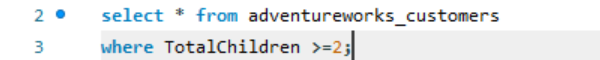 2 select * from adventureworks_customers
3 where TotalChildren >=2;